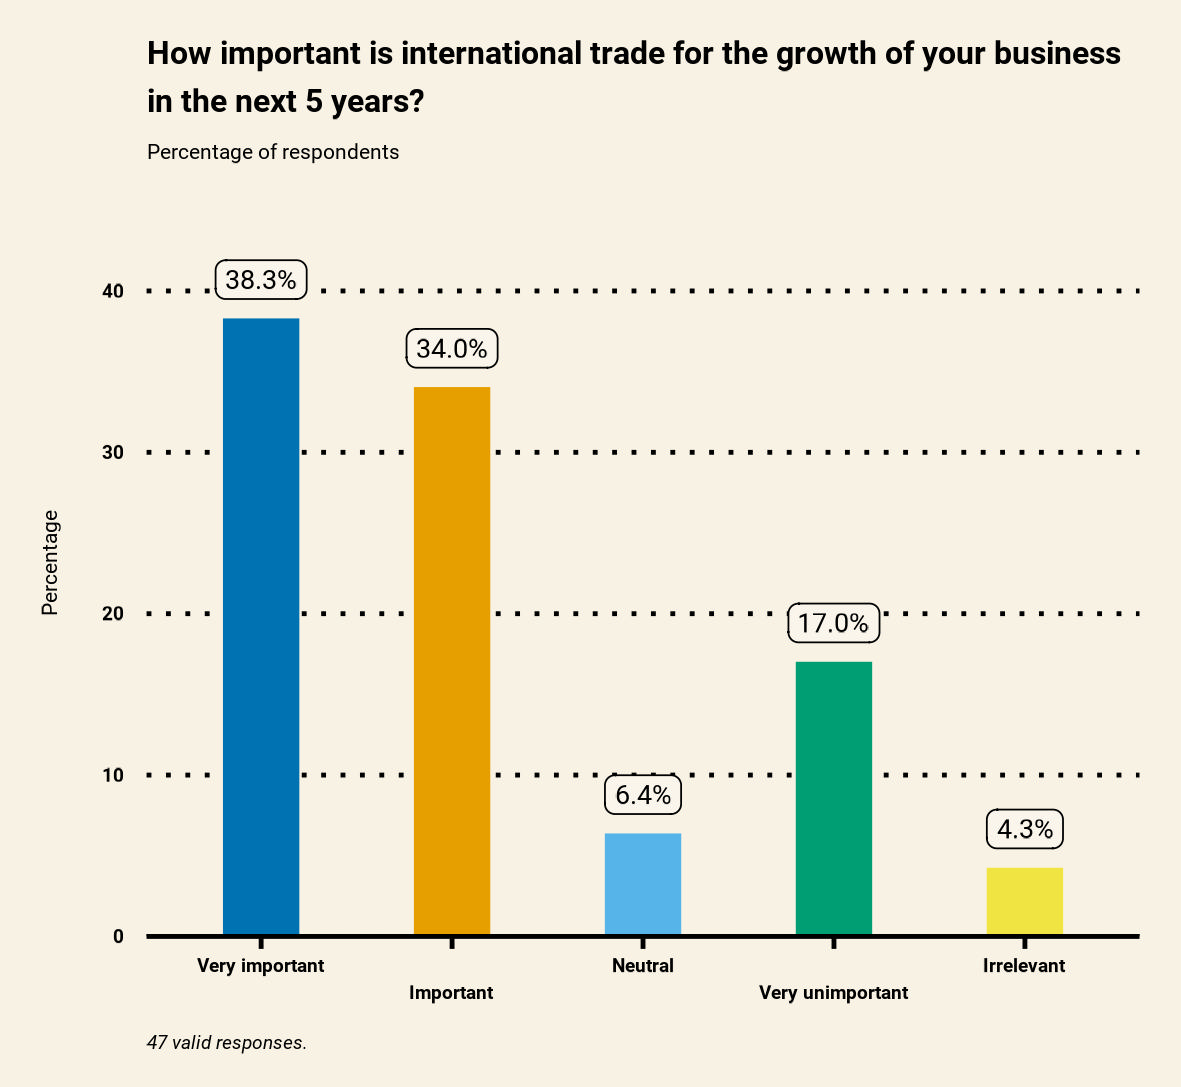 How important is international trade for the growth of your business
in the next 5 years?
Percentage of respondents
38.3%
40
34.0%
30
Percentage
20
17.0%
10
6.4%
4.3%
0
Very important
Neutral
Irrelevant
Important
Very unimportant
47 valid responses.